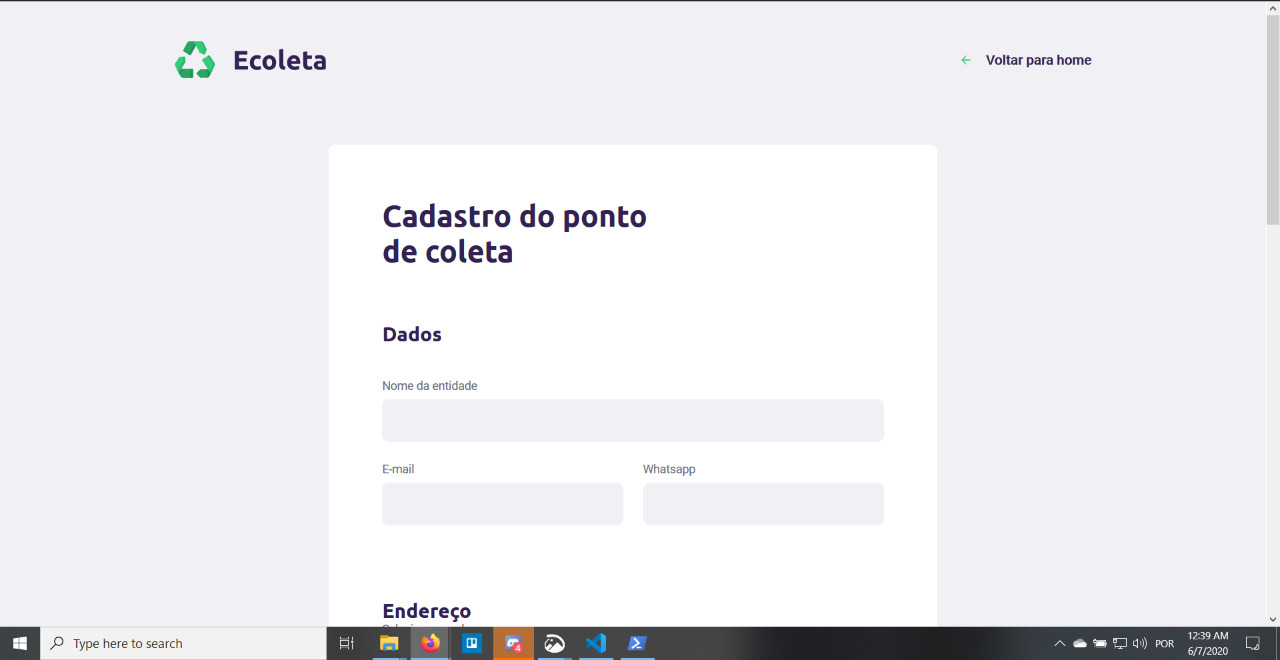 Ecoleta
Voltar para home
Cadastro do ponto
de coleta
Dados
Nome da entidade
E-mail
Whatsapp
Endereço
Type here to search
4
POR
12:39 AM
6/7/2020